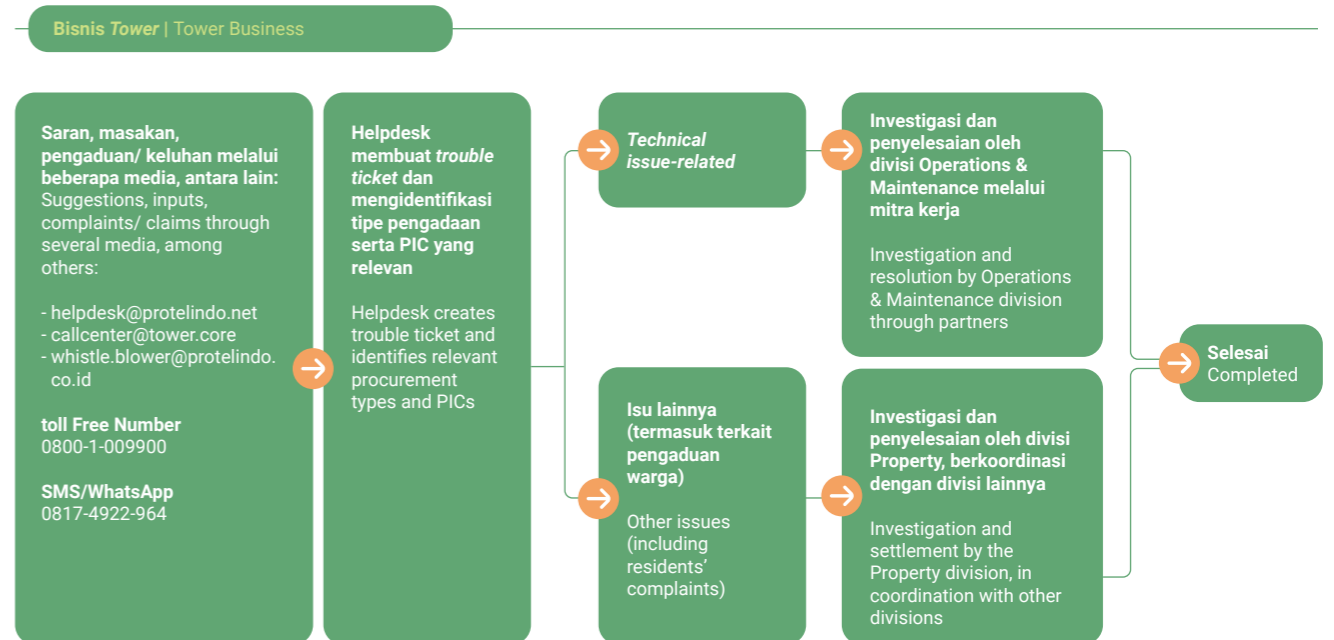 Bisnis Tower | Tower Business
Saran, masakan,
pengaduan/ keluhan melalui
beberapa media, antara lain:
Suggestions, inputs,
complaints/ claims through
several media, among
others:
- helpdesk@protelindo.net
- callcenter@tower.core
- whistle.blower@protelindo.
co.id
toll Free Number
0800-1-009900
SMS/WhatsApp
0817-4922-964
Helpdesk
membuat trouble
ticket dan
mengidentifikasi
tipe pengadaan
serta PIC yang
relevan
Helpdesk creates
trouble ticket and
identifies relevant
procurement
types and PICs
Technical
issue-related
Investigasi dan
penyelesaian oleh
divisi Operations &
Maintenance melalui
mitra kerja
Investigation and
resolution by Operations
& Maintenance division
through partners
Isu lainnya
(termasuk terkait
pengaduan
warga)
Other issues
(including
residents’
complaints)
Investigasi dan
penyelesaian oleh divisi
Property, berkoordinasi
dengan divisi lainnya
Investigation and
settlement by the
Property division, in
coordination with other
divisions
Selesai
Completed